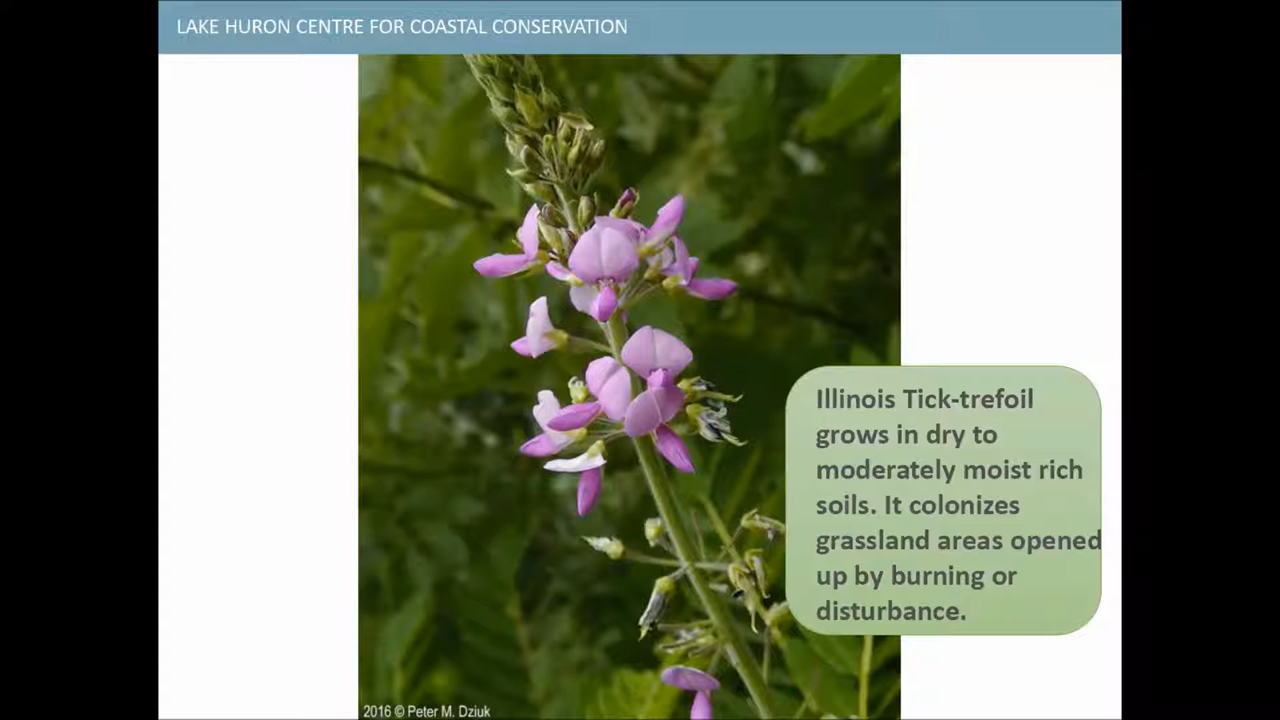 LAKE HURON CENTRE FOR COASTAL CONSERVATION
Illinois Tick-trefoil
grows in dry to
moderately moist rich
soils. It colonizes
grassland areas opened
up by burning or
disturbance.
2016 © Peter M. Dziuk